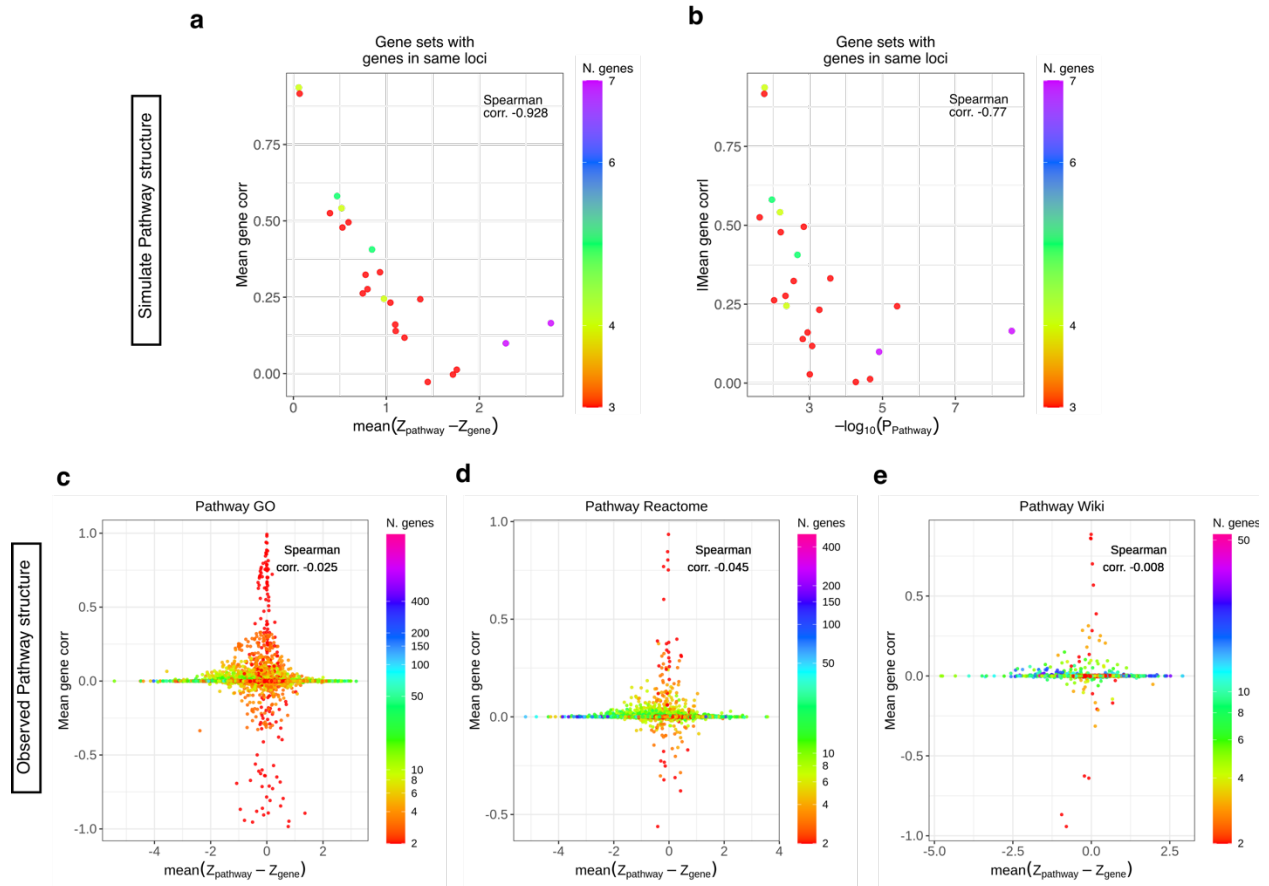 a
Gene sets with
genes in same loci
Spearman
corr. -0.928
Mean gene corr
0.75
0.50
0.25
0.00
0
1
2
mean(Zpathway −Zgene)
N. genes
7
6
4
3
b
Gene sets with
genes in same loci
Spearman
corr. -0.77
|Mean gene corr|
0.75
0.50
0.25
0.00
3
5
7
−log10(PPathway)
N. genes
7
6
4
3
Simulate Pathway structure
c
Pathway GO
Spearman
corr. -0.025
Mean gene corr
1.0
0.5
0.0
-0.5
-1.0
-4
-2
0
2
4
mean(Zpathway − Zgene)
N. genes
400
200
150
100
50
10
8
6
4
2
d
Pathway Reactome
Spearman
corr. -0.045
Mean gene corr
1.0
0.5
0.0
-0.5
-4
-2
0
2
4
mean(Zpathway − Zgene)
N. genes
400
200
150
100
50
10
8
6
4
2
e
Pathway Wiki
Spearman
corr. -0.008
Mean gene corr
0.5
0.0
-0.5
-1.0
-5.0
-2.5
0.0
2.5
mean(Zpathway − Zgene)
N. genes
50
10
8
6
4
2
Observed Pathway structure